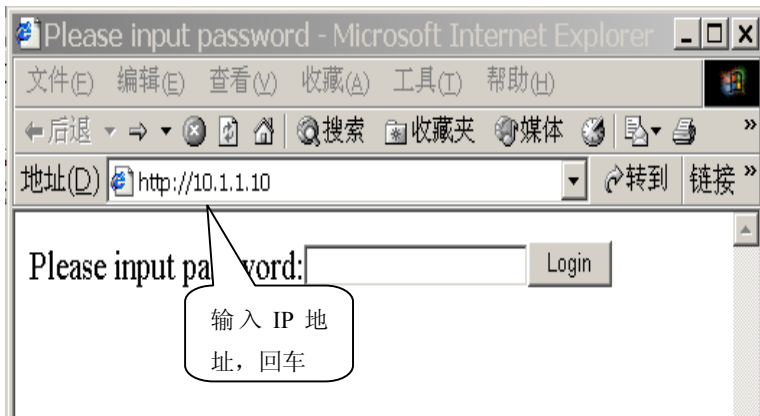 Please input password - Microsoft Internet Explorer
文件(F) 编辑(E) 查看(V) 收藏(A) 工具(T) 帮助(H)
后退 搜索 收藏夹 媒体 »
地址(D) http://10.1.1.10 转到 链接 »
Please input pa word: Login
输入 IP 地
址，回车